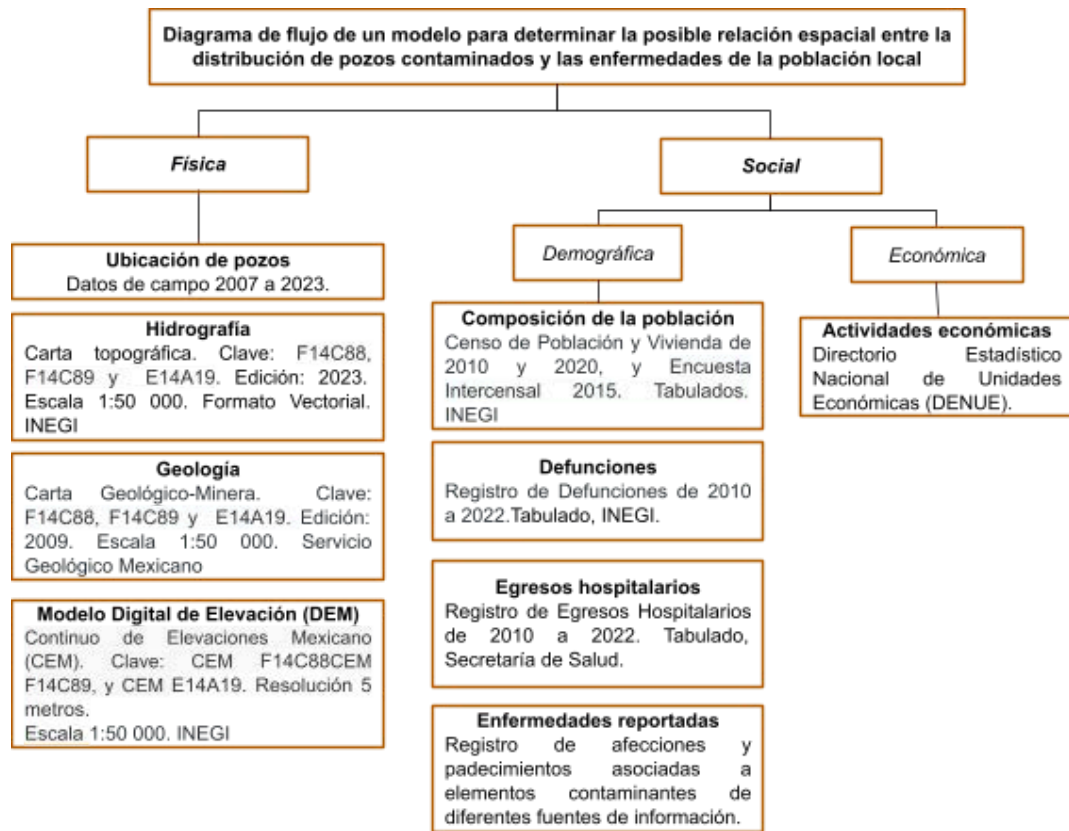 Diagrama de flujo de un modelo para determinar la posible relación espacial entre la
distribución de pozos contaminados y las enfermedades de la población local
Física
Social
Demográfica
Económica
Ubicación de pozos
Datos de campo 2007 a 2023.
Hidrografía
Carta topográfica. Clave: F14C88,
F14C89 y E14A19. Edición: 2023.
Escala 1:50 000. Formato Vectorial.
INEGI
Geología
Carta Geológico-Minera. Clave:
F14C88, F14C89 y E14A19. Edición:
2009. Escala 1:50 000. Servicio
Geológico Mexicano
Modelo Digital de Elevación (DEM)
Continuo de Elevaciones Mexicano
(CEM). Clave: CEM F14C88CEM
F14C89, y CEM E14A19. Resolución 5
metros.
Escala 1:50 000. INEGI
Composición de la población
Censo de Población y Vivienda de
2010 y 2020, y Encuesta
Intercensal 2015. Tabulados.
INEGI
Defunciones
Registro de Defunciones de 2010
a 2022.Tabulado, INEGI.
Egresos hospitalarios
Registro de Egresos Hospitalarios
de 2010 a 2022. Tabulado,
Secretaría de Salud.
Enfermedades reportadas
Registro de afecciones y
padecimientos asociadas a
elementos contaminantes de
diferentes fuentes de información.
Actividades económicas
Directorio Estadístico
Nacional de Unidades
Económicas (DENUE).